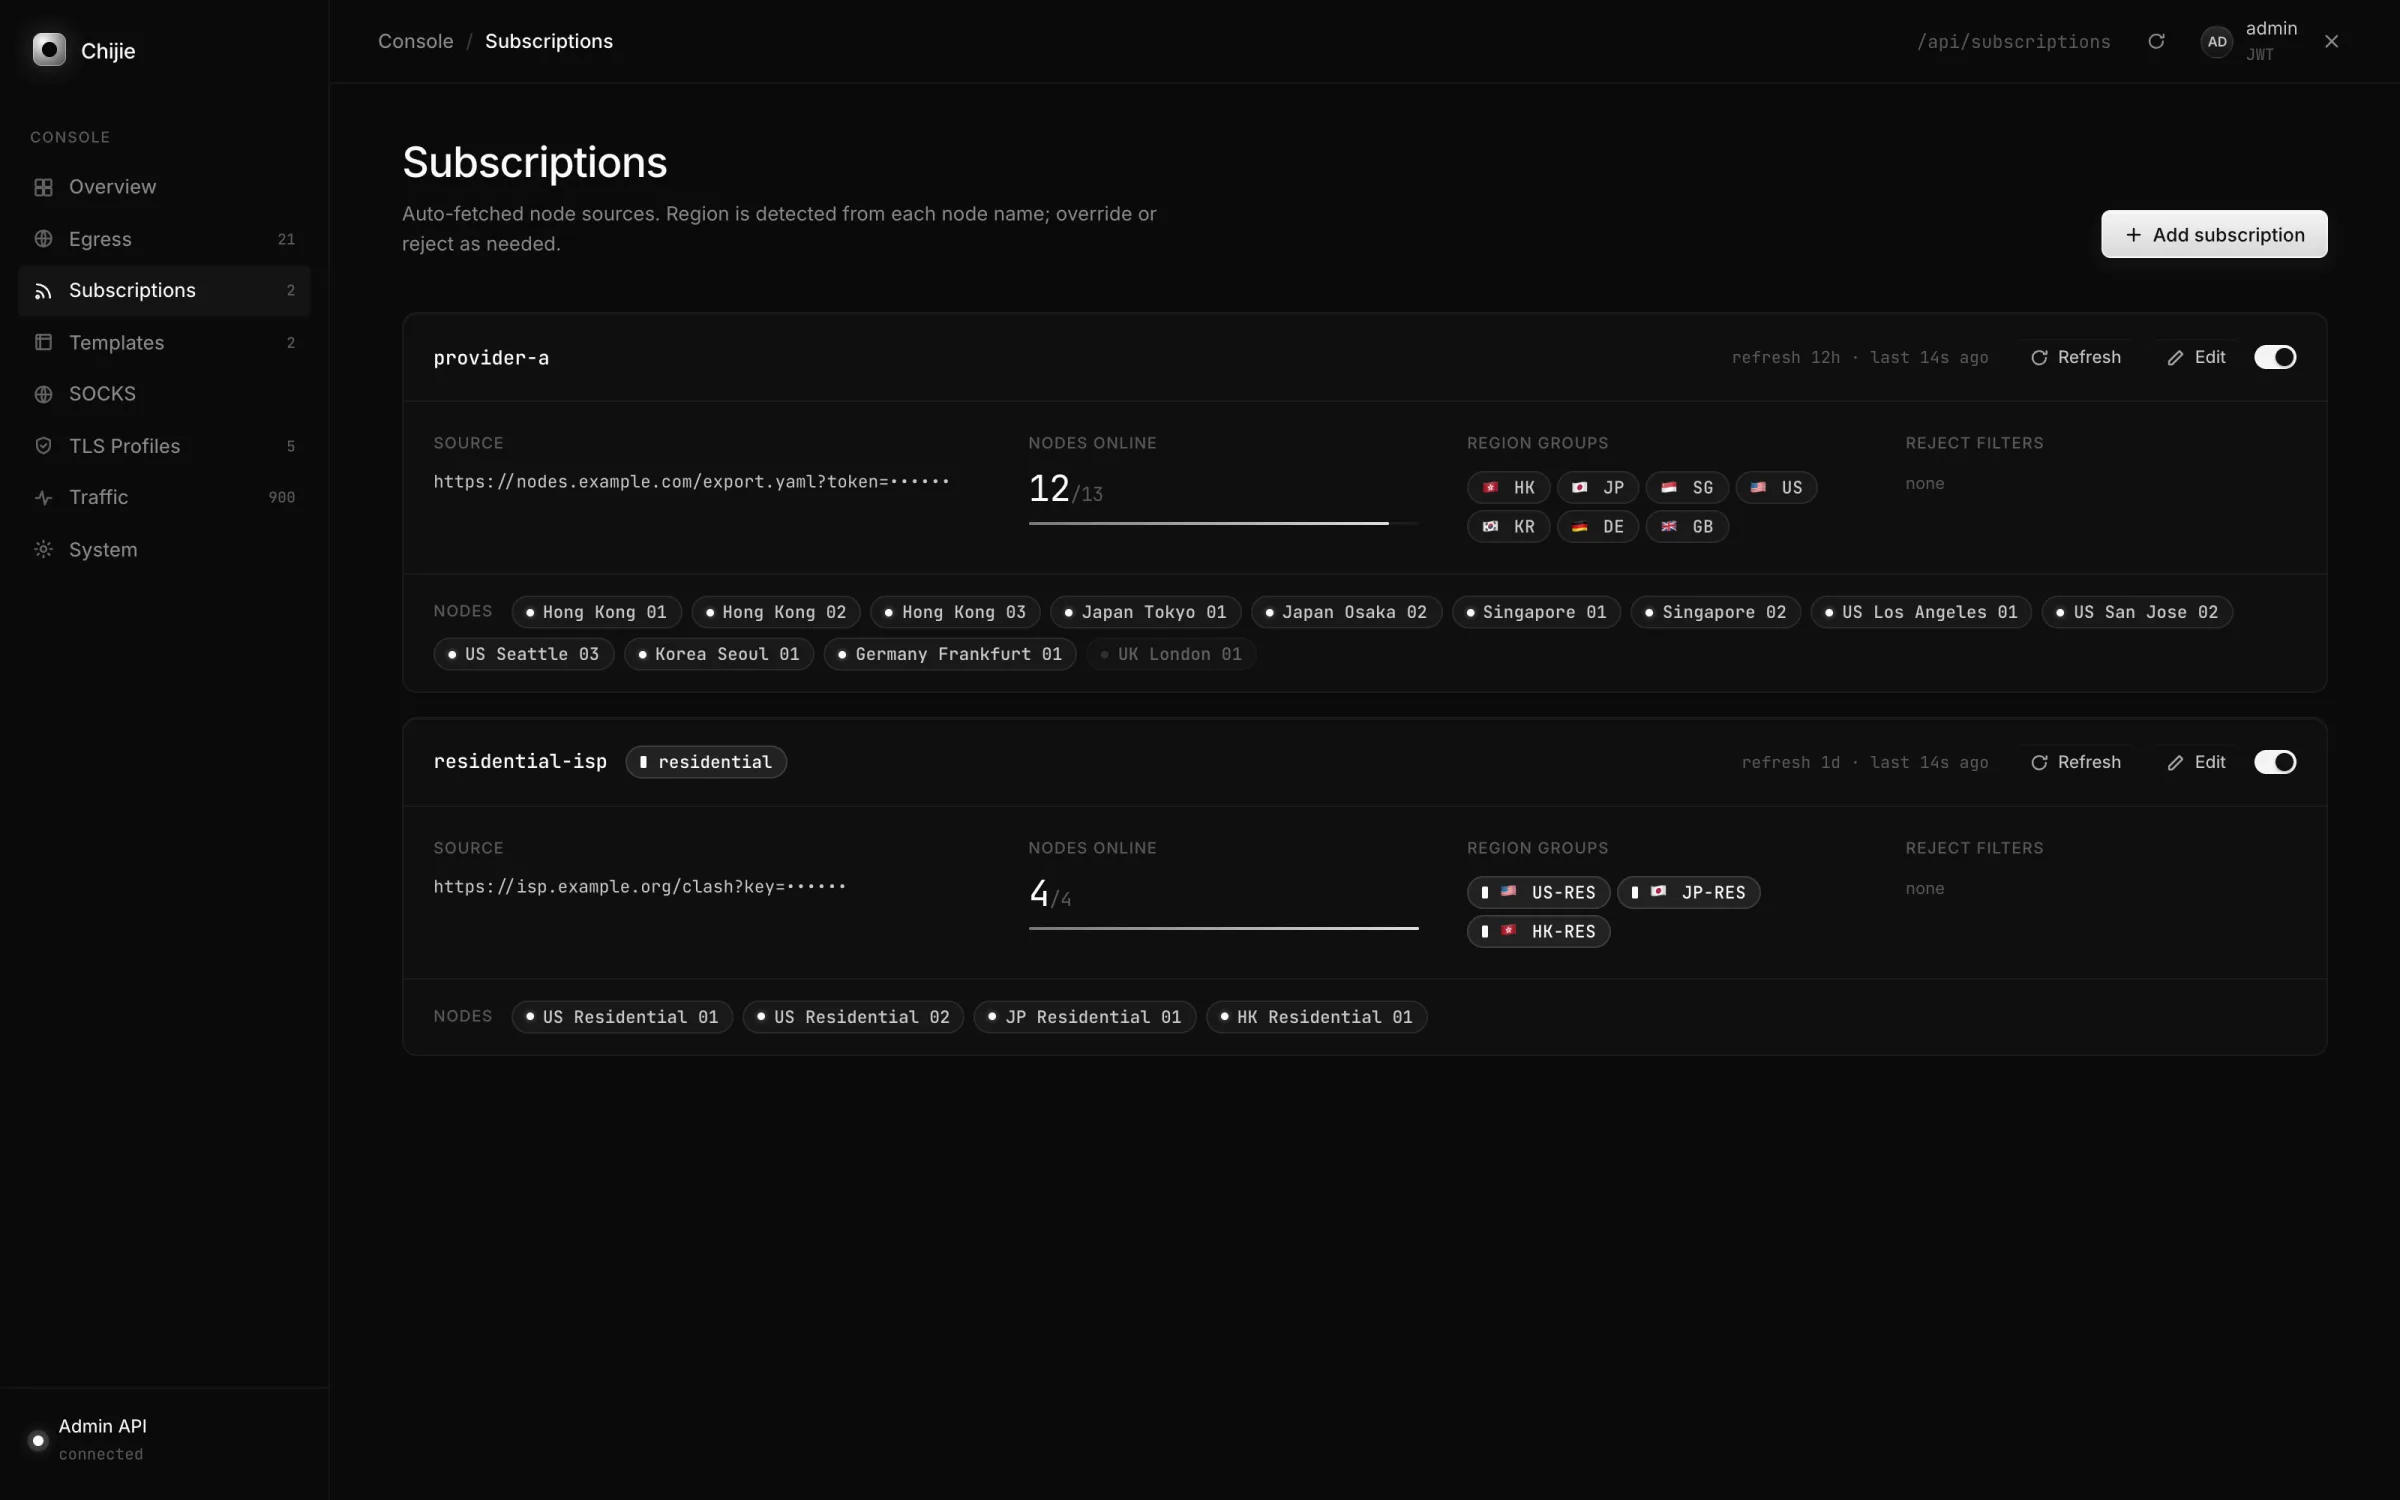 Chijie
Console / Subscriptions
/api/subscriptions
AD
admin
JWT
CONSOLE
Overview
Egress 21
Subscriptions 2
Templates 2
SOCKS
TLS Profiles 5
Traffic 900
System
Admin API
connected
Subscriptions
Auto-fetched node sources. Region is detected from each node name; override or
reject as needed.
+ Add subscription
provider-a
refresh 12h · last 14s ago
Refresh
Edit
SOURCE
https://nodes.example.com/export.yaml?token=••••••
NODES ONLINE
12/13
REGION GROUPS
HK JP SG US
KR DE GB
REJECT FILTERS
none
NODES Hong Kong 01 Hong Kong 02 Hong Kong 03 Japan Tokyo 01 Japan Osaka 02 Singapore 01 Singapore 02 US Los Angeles 01 US San Jose 02
US Seattle 03 Korea Seoul 01 Germany Frankfurt 01 UK London 01
residential-isp residential
refresh 1d · last 14s ago
Refresh
Edit
SOURCE
https://isp.example.org/clash?key=••••••
NODES ONLINE
4/4
REGION GROUPS
US-RES JP-RES
HK-RES
REJECT FILTERS
none
NODES US Residential 01 US Residential 02 JP Residential 01 HK Residential 01